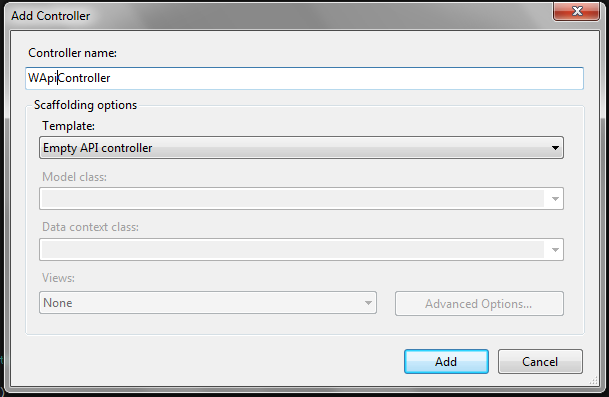 Add Controller
Controller name:
WApiController
Scaffolding options
Template:
Empty API controller
Model class:
Data context class:
Views:
None
Advanced Options...
Add
Cancel